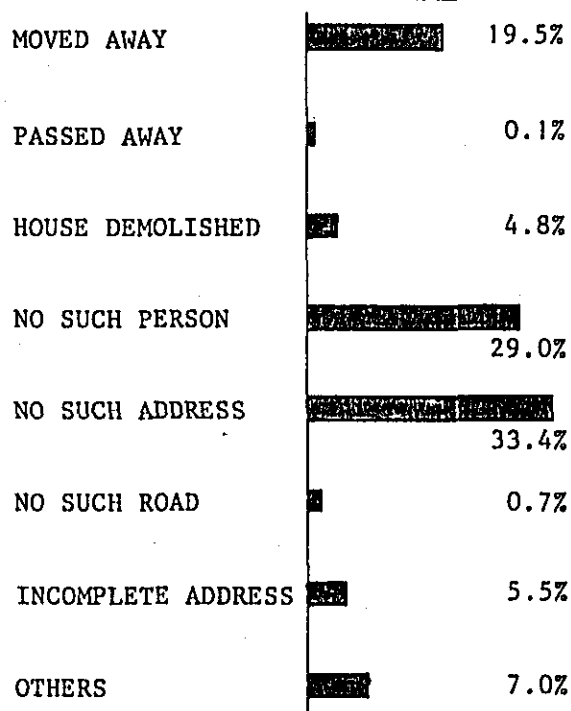 MOVED AWAY 19.5%
PASSED AWAY 0.1%
HOUSE DEMOLISHED 4.8%
NO SUCH PERSON
29.0%
NO SUCH ADDRESS
33.4%
NO SUCH ROAD 0.7%
INCOMPLETE ADDRESS 5.5%
OTHERS 7.0%